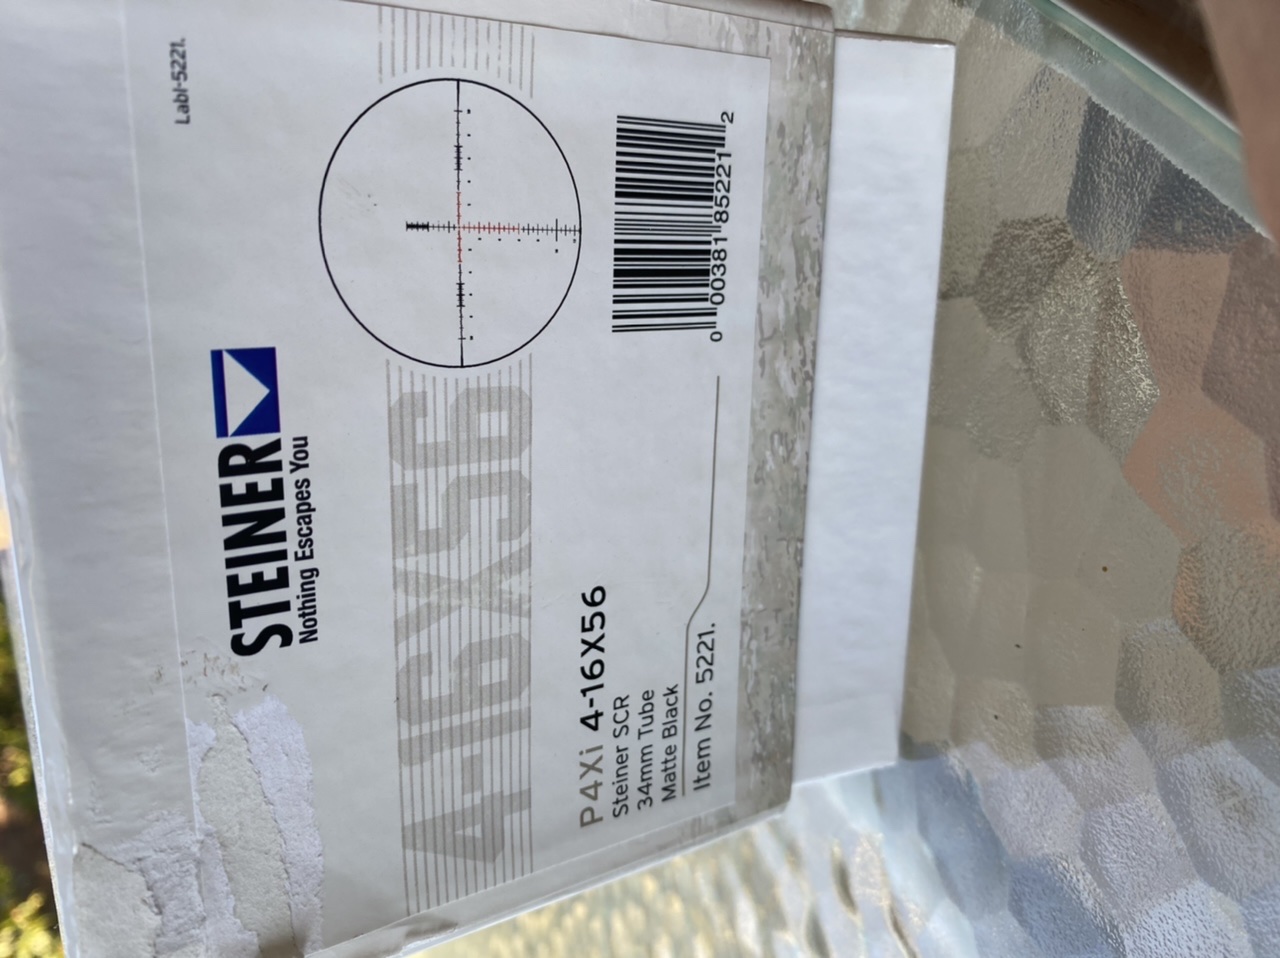 Labl-5221.
STEINER
Nothing Escapes You
4-16X56
P4Xi 4-16X56
Steiner SCR
34mm Tube
Matte Black
Item No. 5221.
0 00381 85221 2